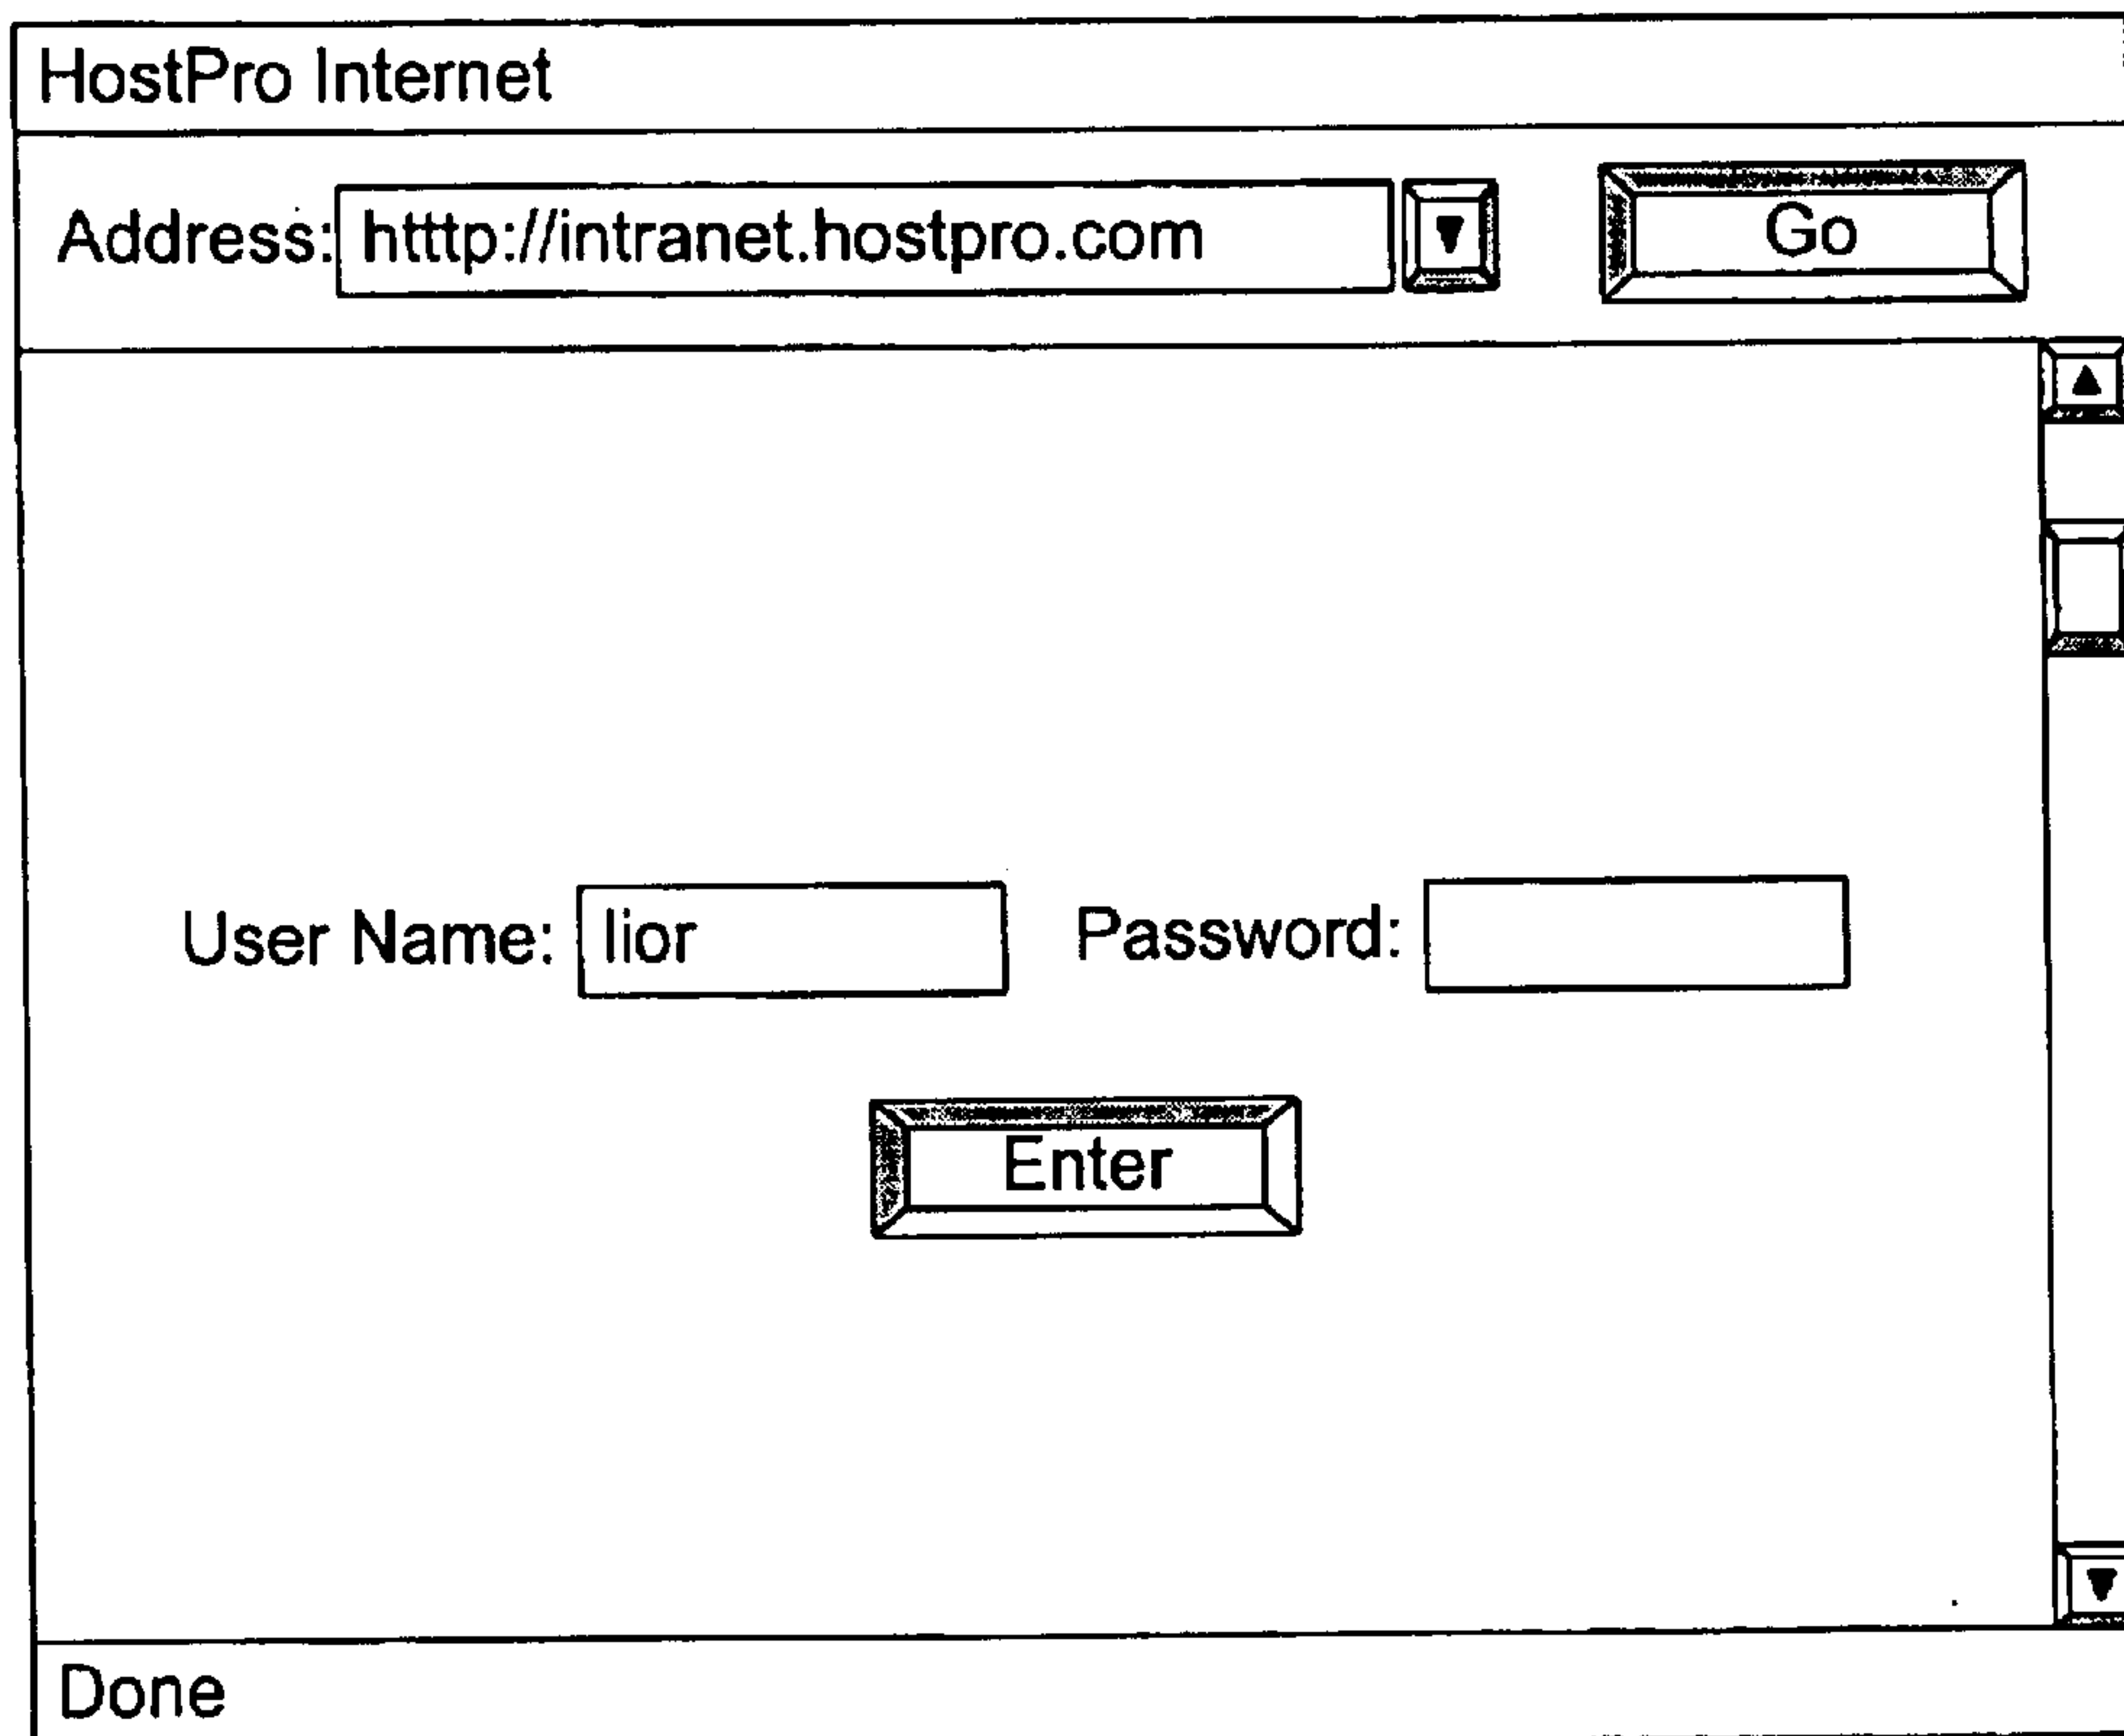 HostPro Internet
Address: htttp://intranet.hostpro.com Go
User Name: lior Password:
Enter
Done